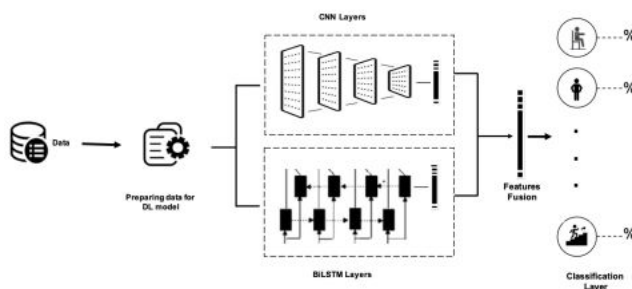 CNN Layers
%
%
Data
Preparing data for
DL model
Features
Fusion
%
BiLSTM Layers
Classification
Layer